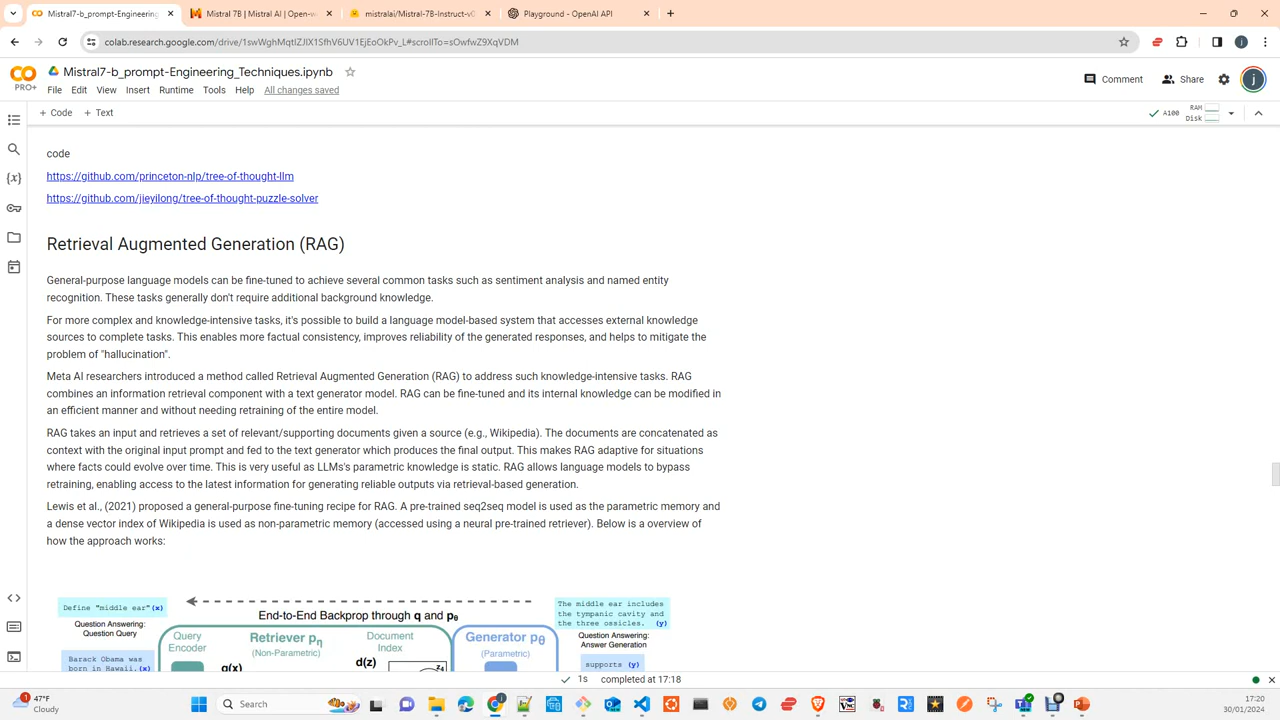 Mistral7-b_prompt-Engineering
Mistral 7B | Mistral AI | Open-w
mistralai/Mistral-7B-Instruct-v0
Playground - OpenAI API
colab.research.google.com/drive/1swWghMqtIZJIX1SfhV6UV1EjEoOkPv_L#scrollTo=sOwfwZ9XqVDM
Mistral7-b_prompt-Engineering_Techniques.ipynb
PRO+
File Edit View Insert Runtime Tools Help All changes saved
Comment Share j
+ Code + Text
A100 RAM Disk
code
https://github.com/princeton-nlp/tree-of-thought-llm
https://github.com/jieyilong/tree-of-thought-puzzle-solver
Retrieval Augmented Generation (RAG)
General-purpose language models can be fine-tuned to achieve several common tasks such as sentiment analysis and named entity
recognition. These tasks generally don't require additional background knowledge.
For more complex and knowledge-intensive tasks, it's possible to build a language model-based system that accesses external knowledge
sources to complete tasks. This enables more factual consistency, improves reliability of the generated responses, and helps to mitigate the
problem of "hallucination".
Meta AI researchers introduced a method called Retrieval Augmented Generation (RAG) to address such knowledge-intensive tasks. RAG
combines an information retrieval component with a text generator model. RAG can be fine-tuned and its internal knowledge can be modified in
an efficient manner and without needing retraining of the entire model.
RAG takes an input and retrieves a set of relevant/supporting documents given a source (e.g., Wikipedia). The documents are concatenated as
context with the original input prompt and fed to the text generator which produces the final output. This makes RAG adaptive for situations
where facts could evolve over time. This is very useful as LLMs's parametric knowledge is static. RAG allows language models to bypass
retraining, enabling access to the latest information for generating reliable outputs via retrieval-based generation.
Lewis et al., (2021) proposed a general-purpose fine-tuning recipe for RAG. A pre-trained seq2seq model is used as the parametric memory and
a dense vector index of Wikipedia is used as non-parametric memory (accessed using a neural pre-trained retriever). Below is a overview of
how the approach works:
Define "middle ear"(x)
Question Answering:
Question Query
Barack Obama was
born in Hawaii.(x)
End-to-End Backprop through q and pθ
Query
Encoder
q(x)
Retriever pη
(Non-Parametric)
Document
Index
d(z)
Generator pθ
(Parametric)
The middle ear includes
the tympanic cavity and
the three ossicles. (y)
Question Answering:
Answer Generation
supports (y)
1s completed at 17:18
47°F
Cloudy
Search
17:20
30/01/2024